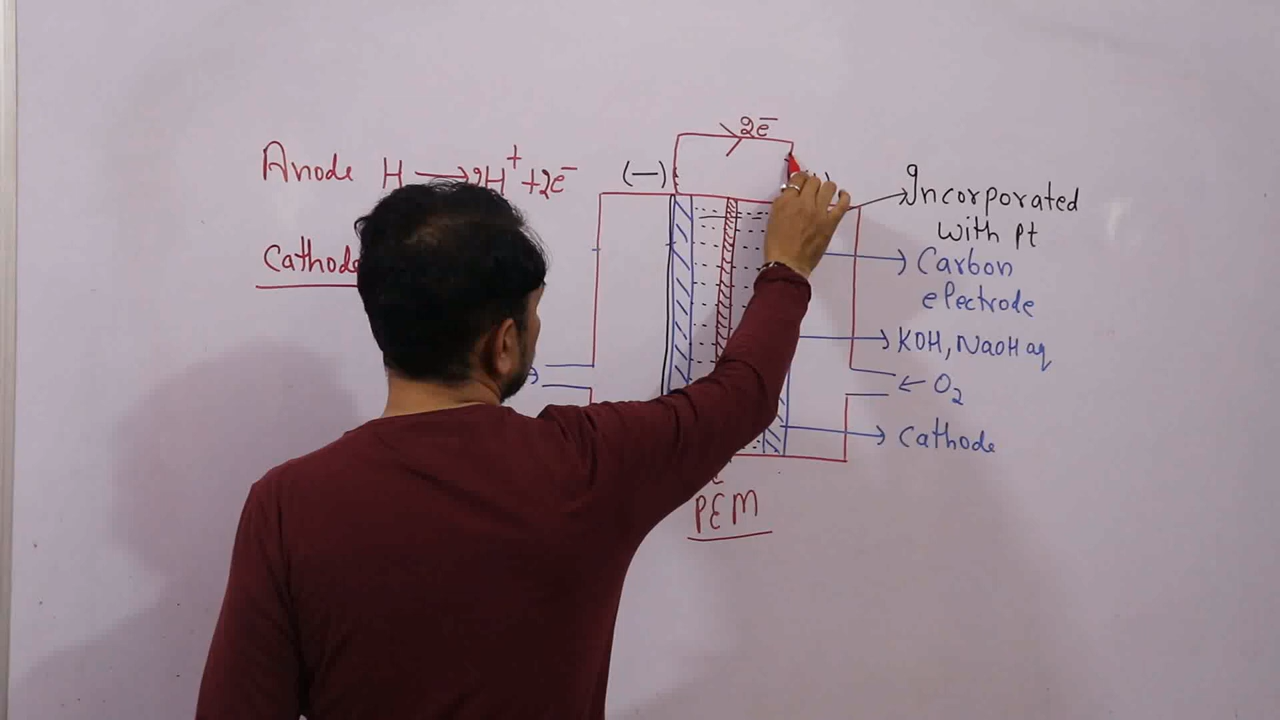 2e⁻
Anode H → 2H⁺ + 2e⁻
(—)
Incorporated
with Pt
Cathode
Carbon
electrode
KOH, NaOH aq
← O₂
Cathode
PEM